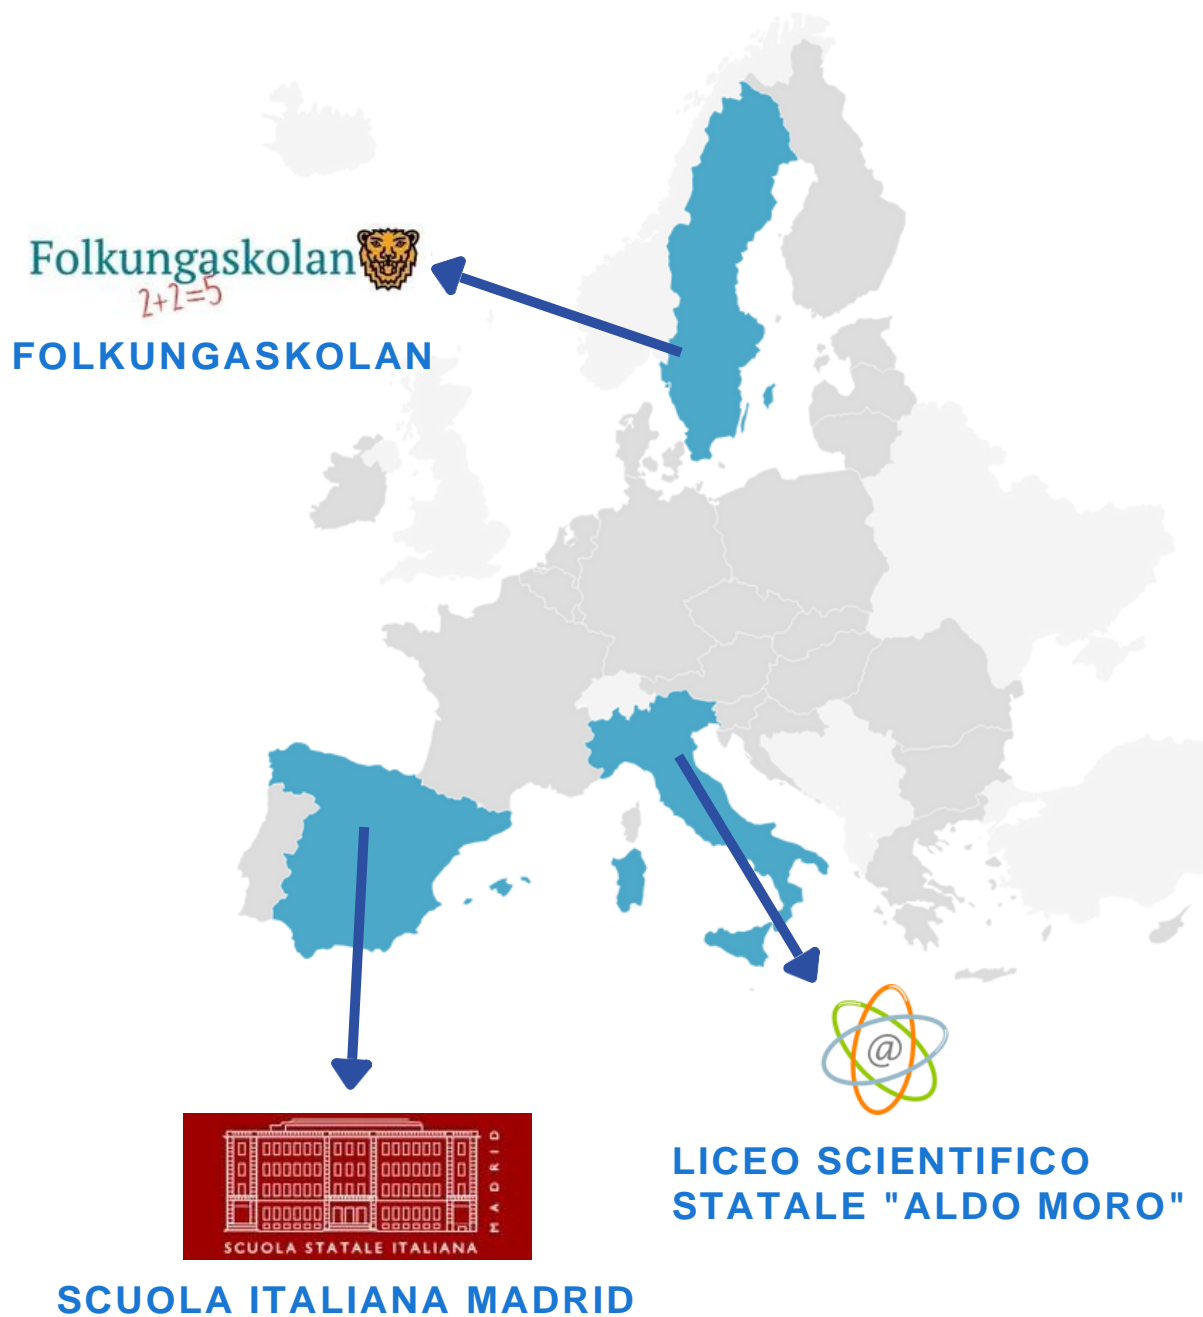 Folkungaskolan
2+2=5
FOLKUNGASKOLAN
@
LICEO SCIENTIFICO
STATALE "ALDO MORO"
MADRID
SCUOLA STATALE ITALIANA
SCUOLA ITALIANA MADRID